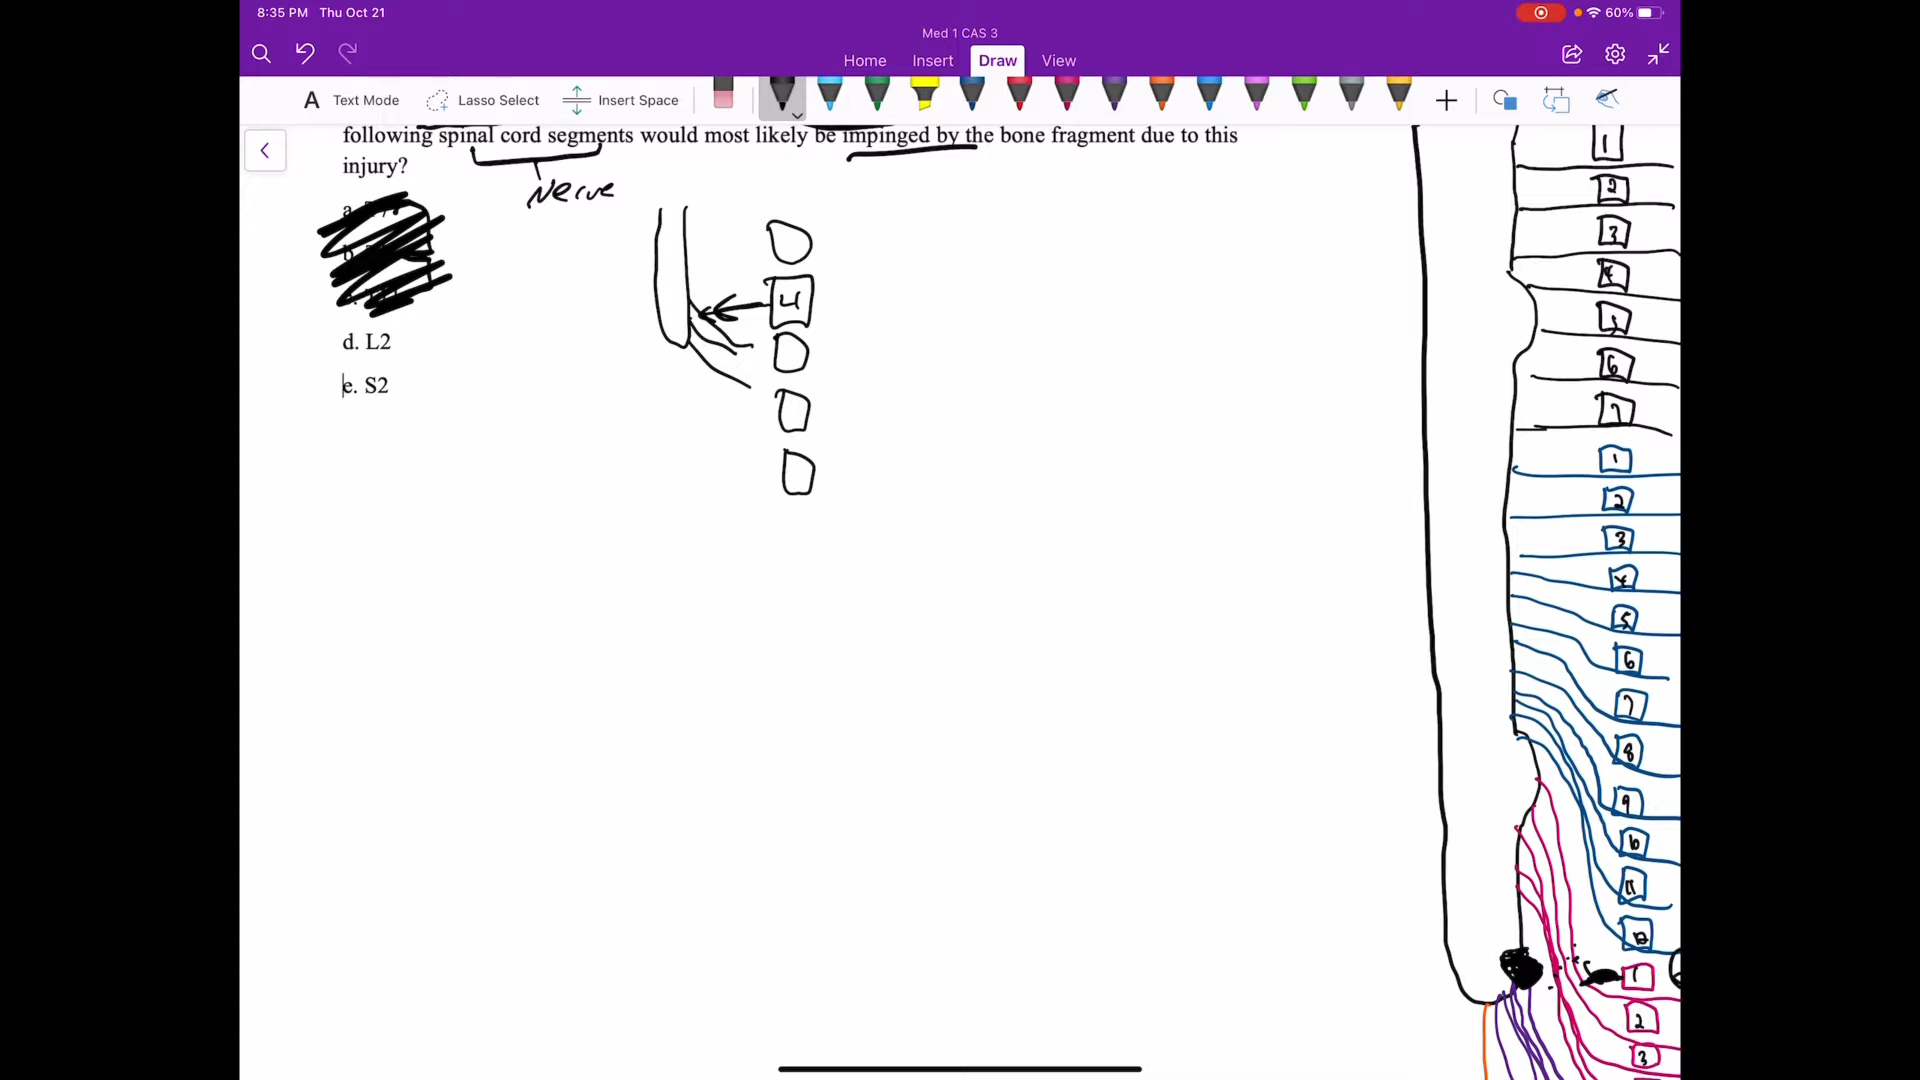 8:35 PM Thu Oct 21
60%
Med 1 CAS 3
Home Insert Draw View
A Text Mode Lasso Select Insert Space
following spinal cord segments would most likely be impinged by the bone fragment due to this
injury?
Nerve
a.
b.
4
d. L2
e. S2
1
2
3
4
5
6
7
1
2
3
4
5
6
7
8
9
10
11
12
1
2
3